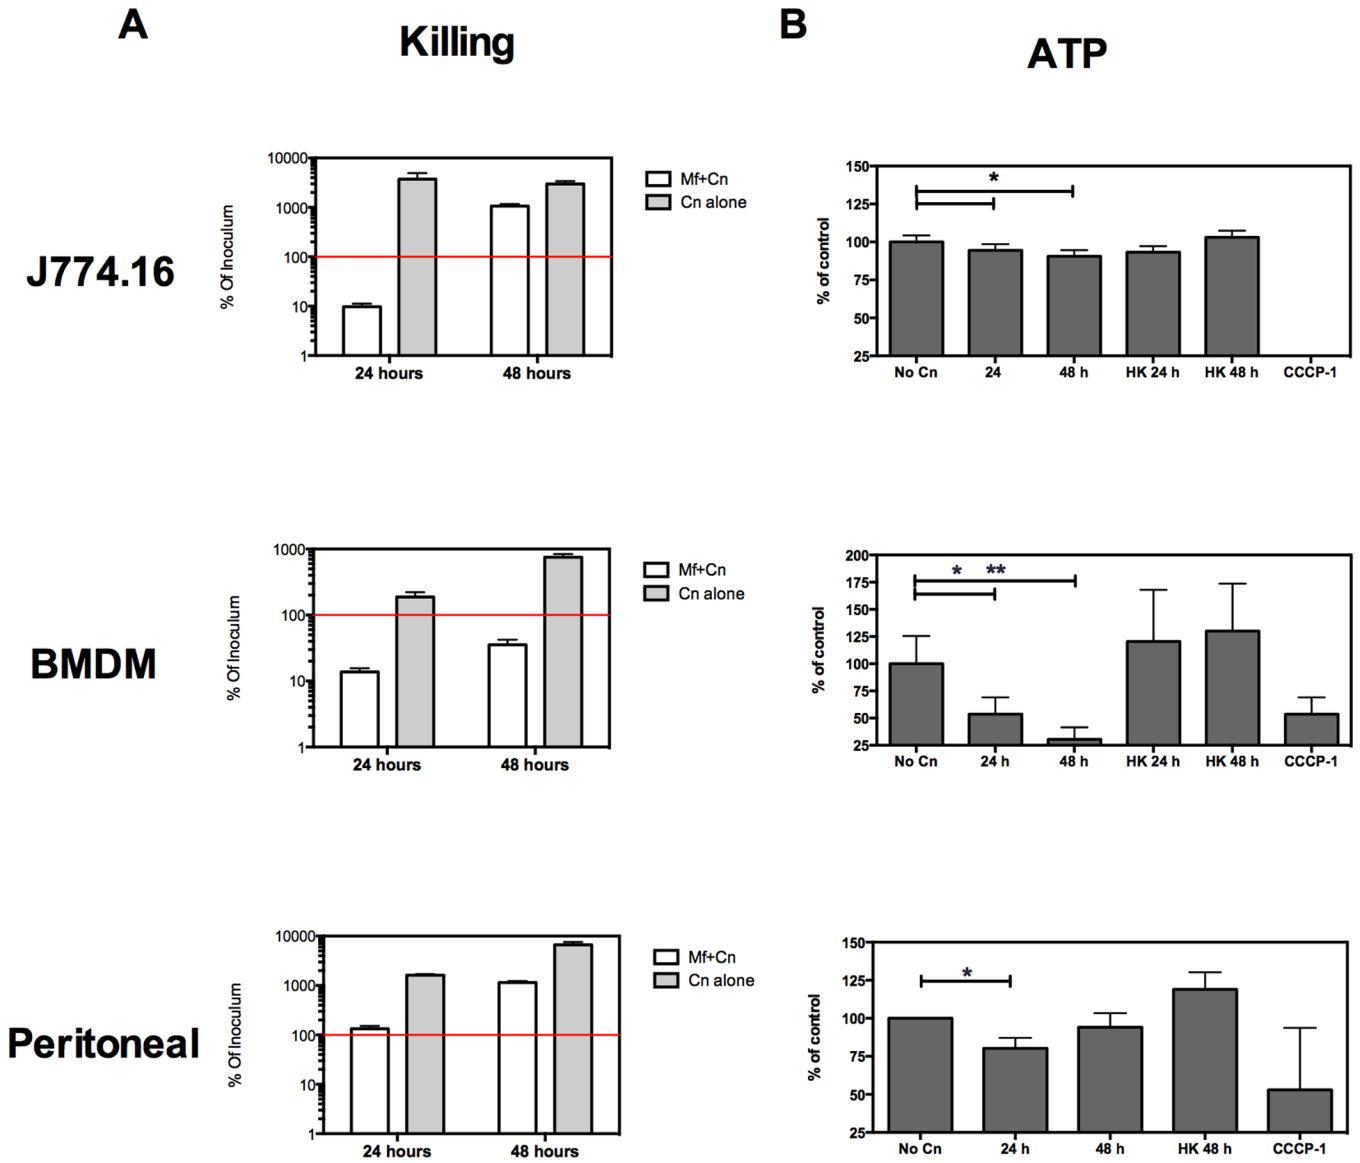 A
Killing
B
ATP
J774.16
% Of Inoculum
10000
1000
100
10
1
24 hours
48 hours
Mf+Cn
Cn alone
% of control
150
125
100
75
50
25
*
No Cn
24
48 h
HK 24 h
HK 48 h
CCCP-1
BMDM
% Of Inoculum
1000
100
10
1
24 hours
48 hours
Mf+Cn
Cn alone
% of control
200
175
150
125
100
75
50
25
* **
No Cn
24 h
48 h
HK 24 h
HK 48 h
CCCP-1
Peritoneal
% Of Inoculum
10000
1000
100
10
1
24 hours
48 hours
Mf+Cn
Cn alone
% of control
150
125
100
75
50
25
*
No Cn
24 h
48 h
HK 48 h
CCCP-1